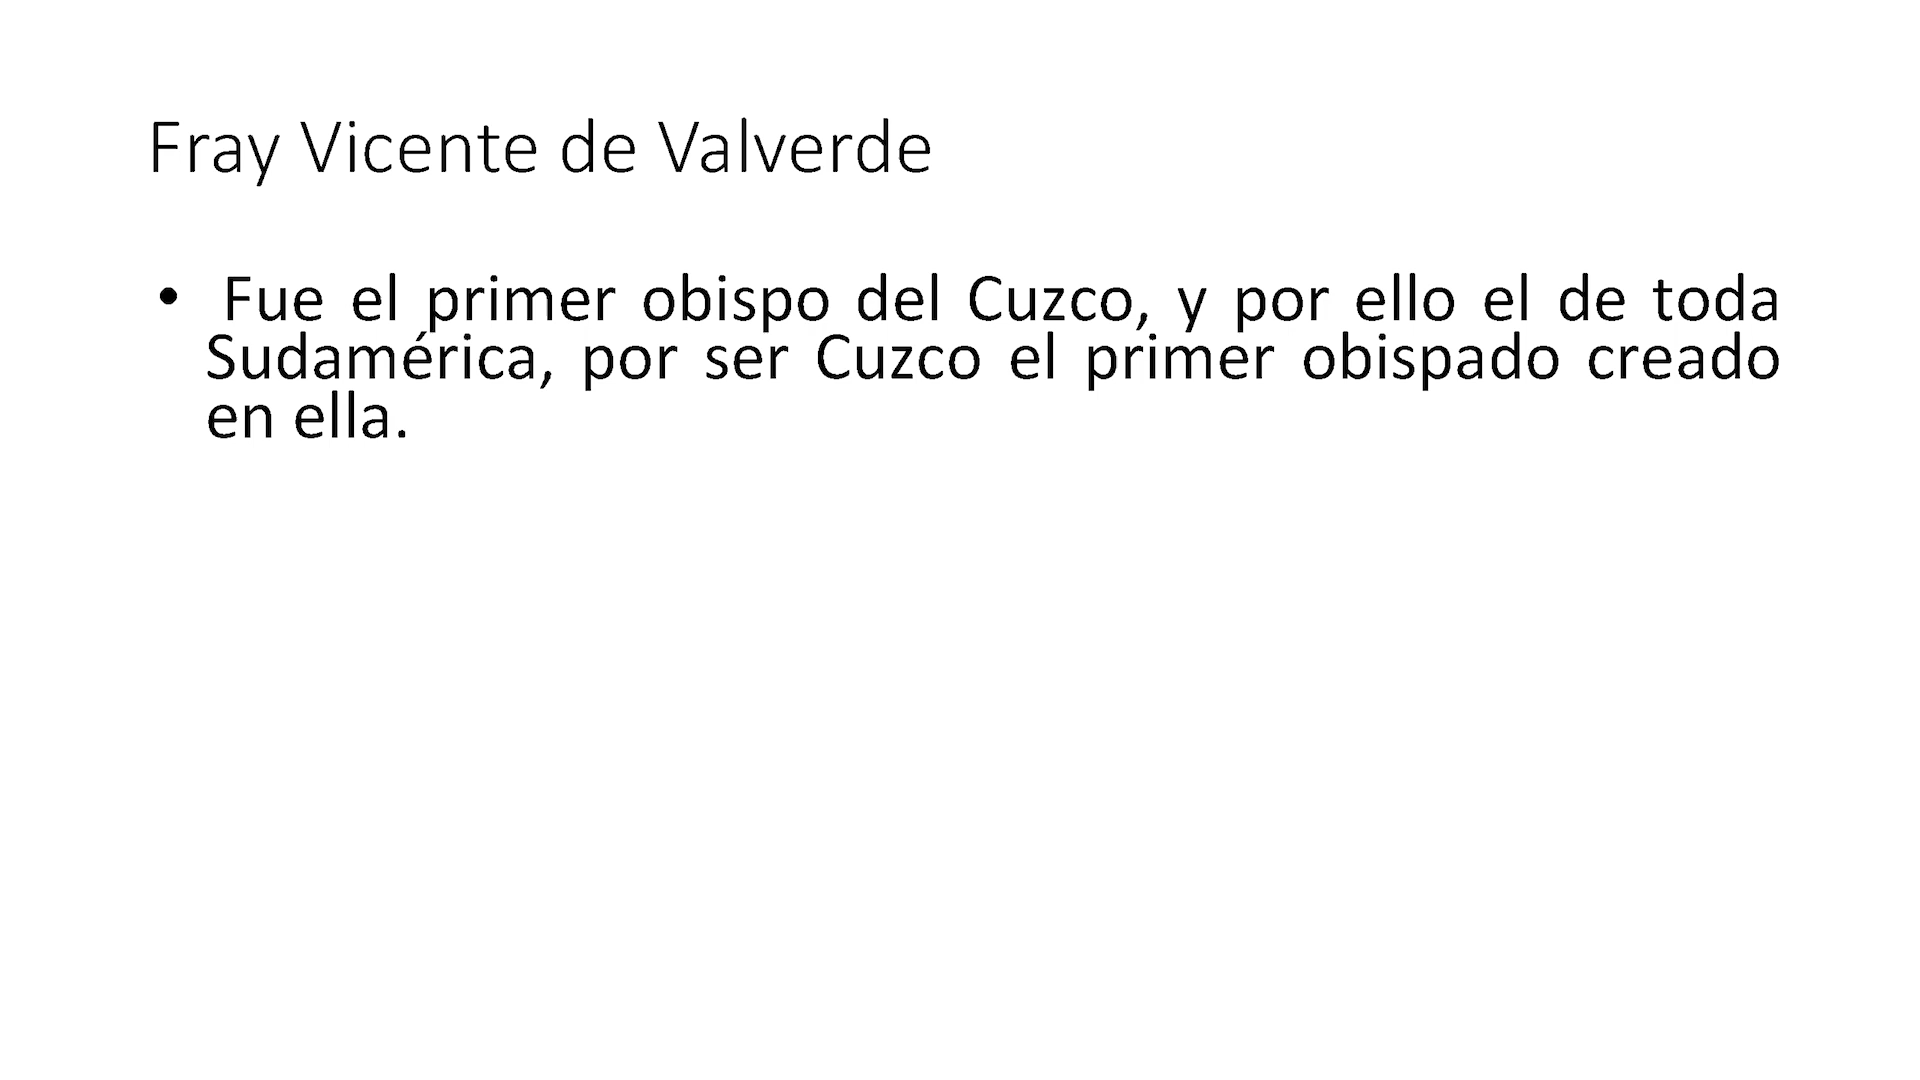 Fray Vicente de Valverde
• Fue el primer obispo del Cuzco, y por ello el de toda
Sudamérica, por ser Cuzco el primer obispado creado
en ella.